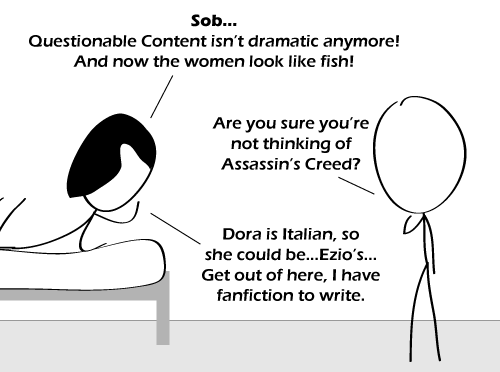 Sob...
Questionable Content isn't dramatic anymore!
And now the women look like fish!
Are you sure you're
not thinking of
Assassin's Creed?
Dora is Italian, so
she could be...Ezio's...
Get out of here, I have
fanfiction to write.